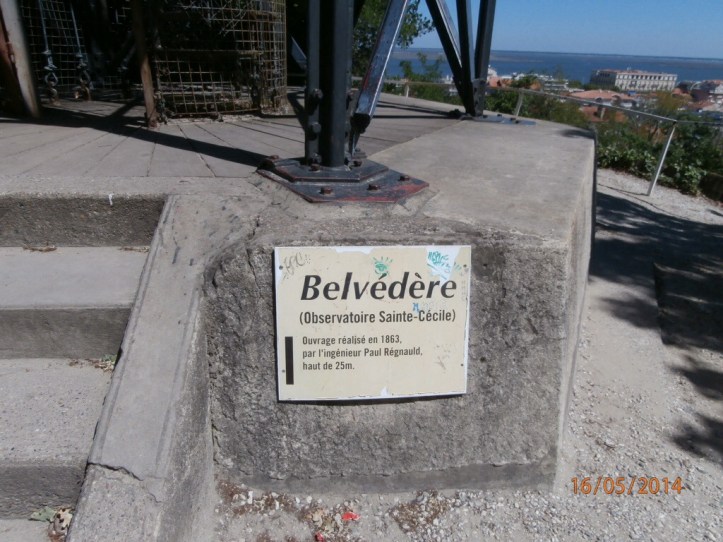 Belvédère
(Observatoire Sainte-Cécile)
Ouvrage réalisé en 1863,
par l'ingénieur Paul Régnauld,
haut de 25m.
16/05/2014